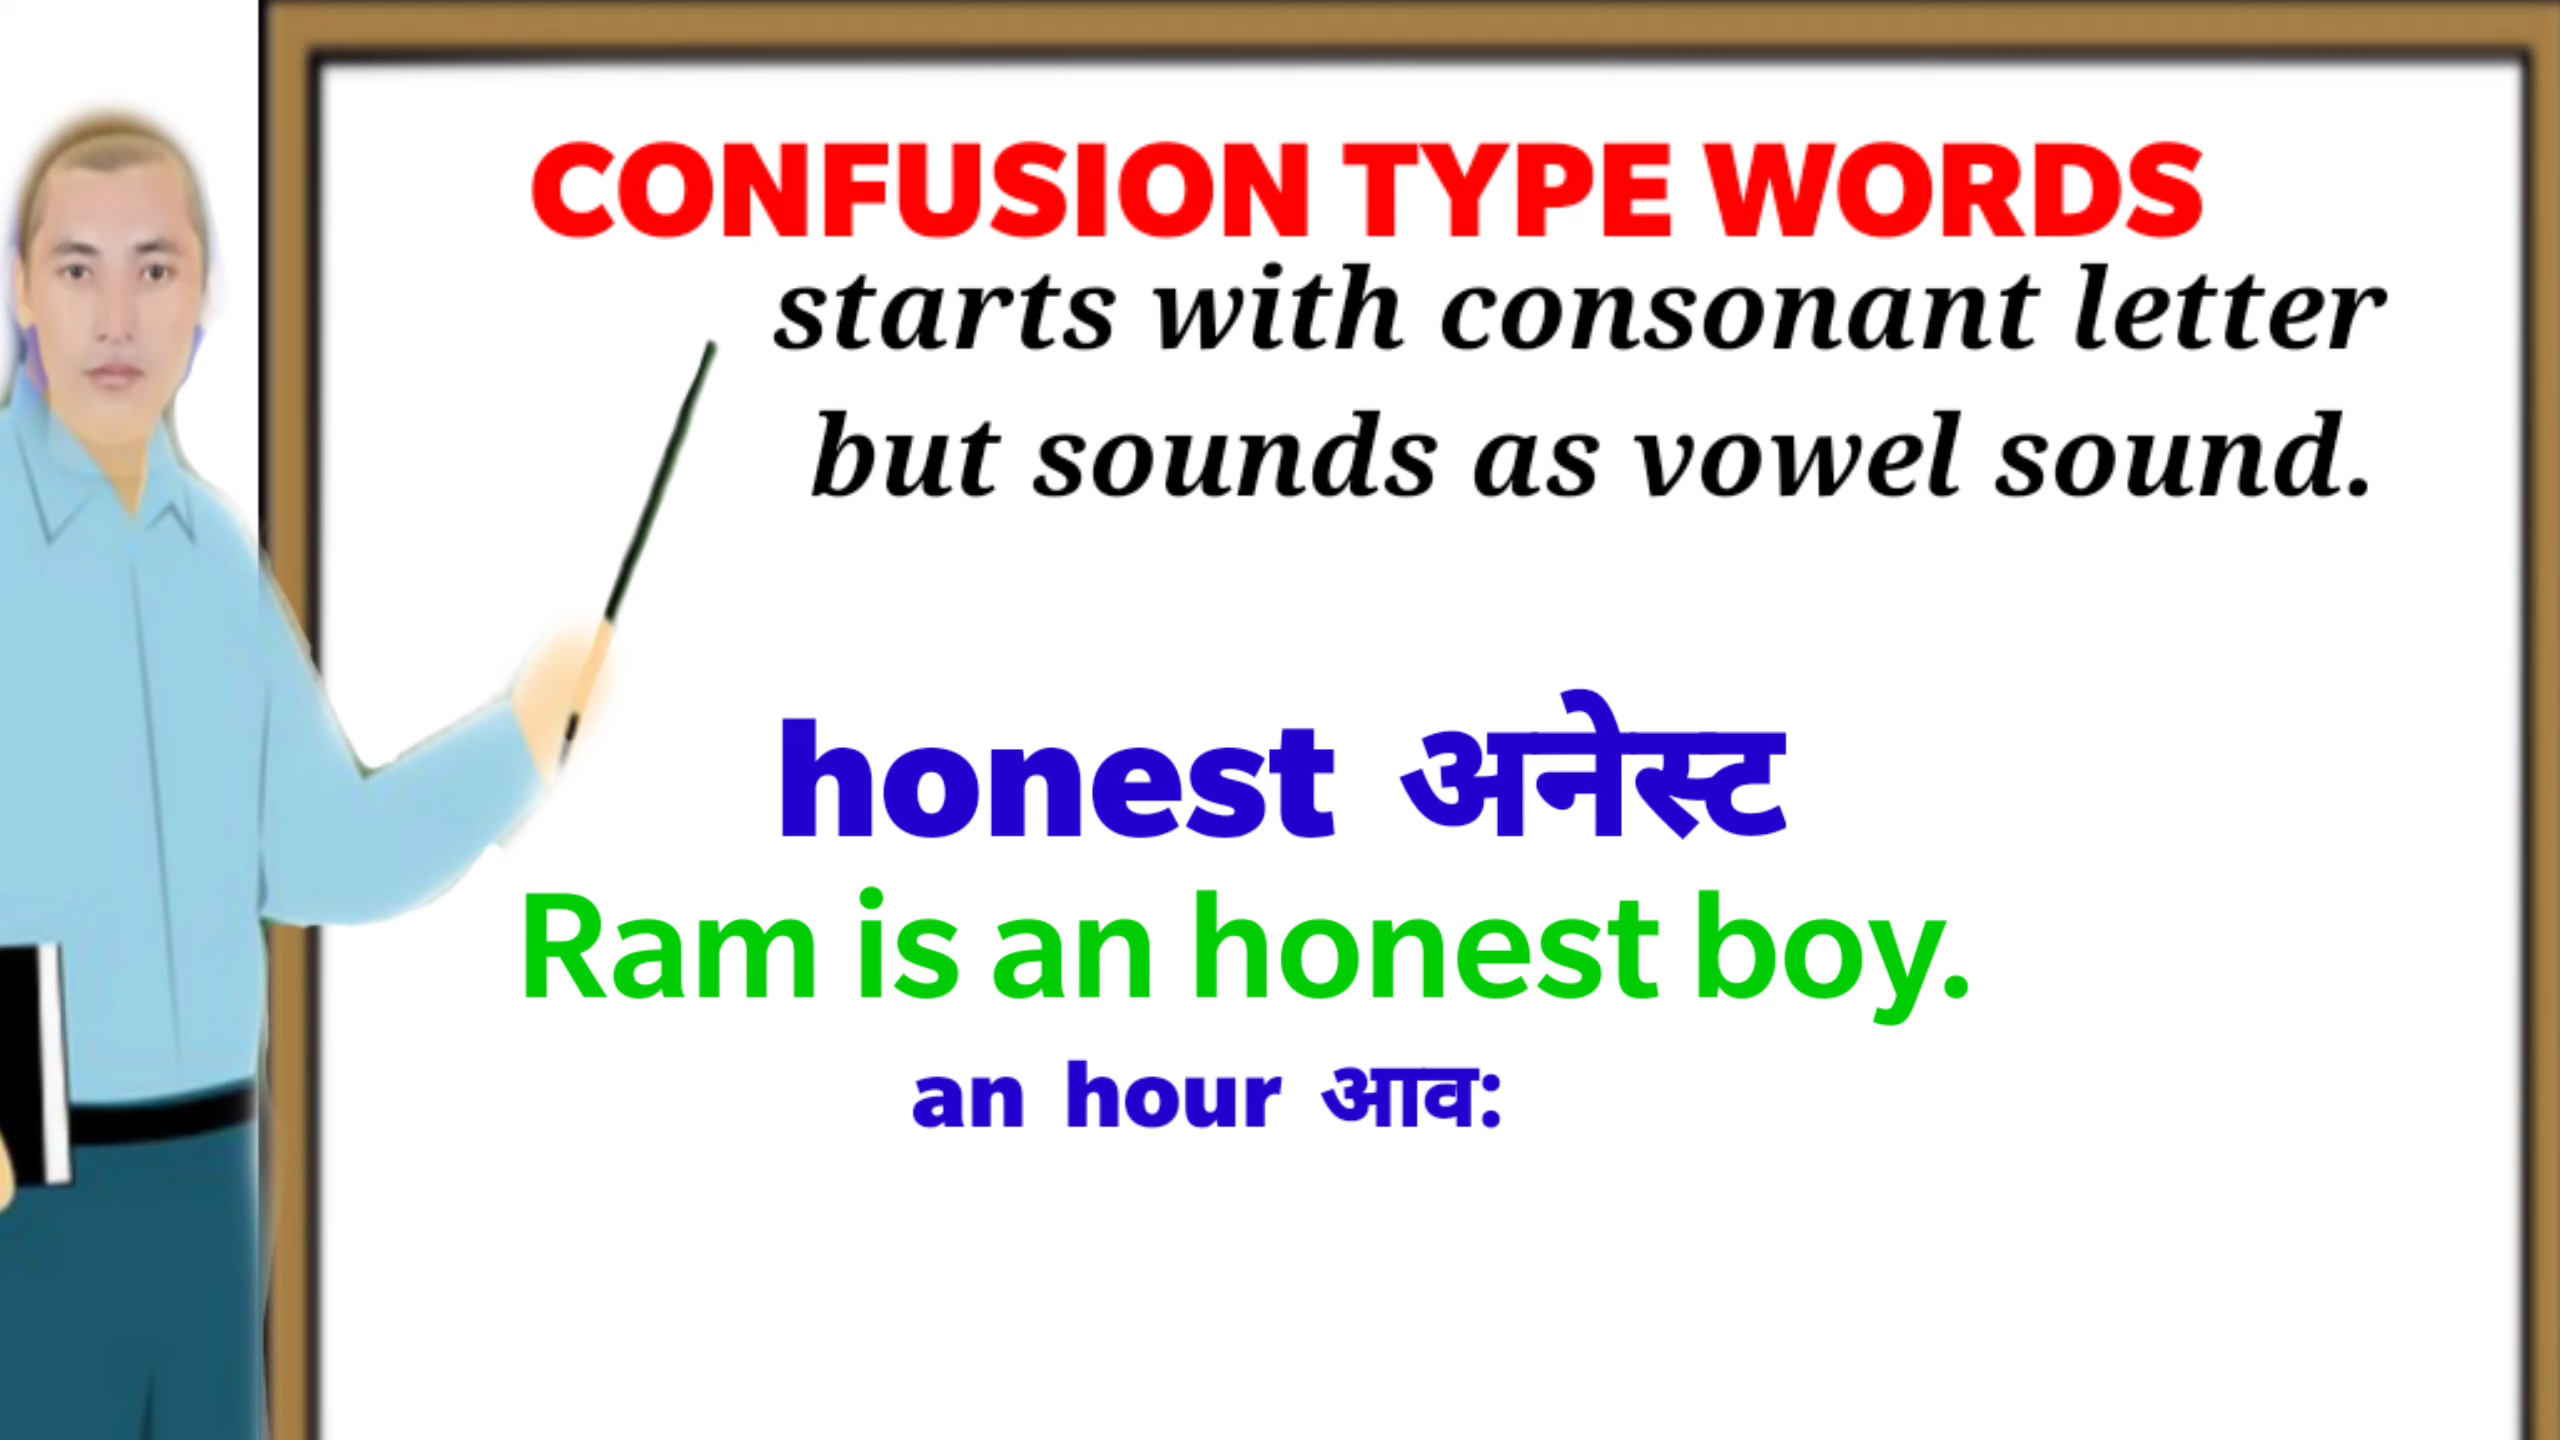 CONFUSION TYPE WORDS
starts with consonant letter
but sounds as vowel sound.
honest अनेस्ट
Ram is an honest boy.
an hour आव: